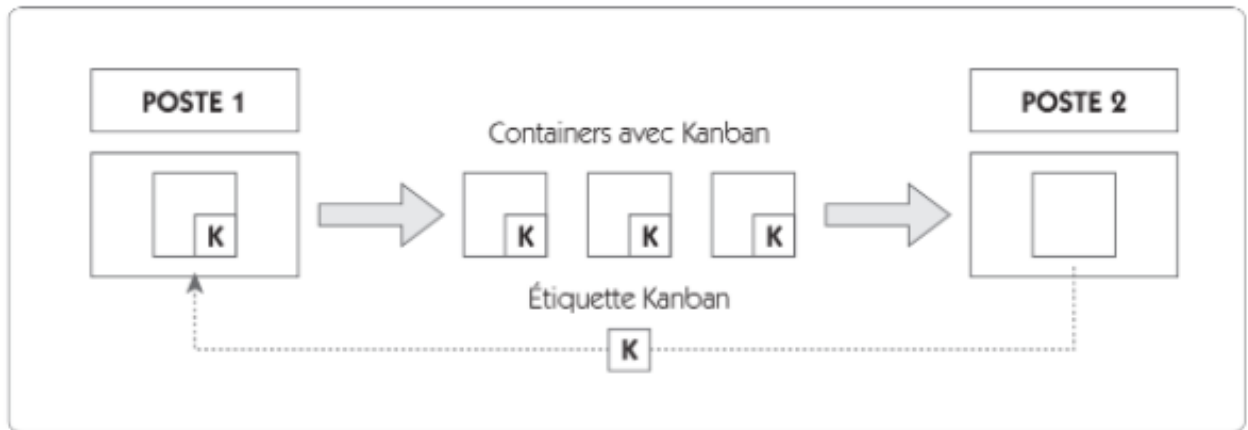 POSTE 1
POSTE 2
Containers avec Kanban
K
K
K
K
Étiquette Kanban
K